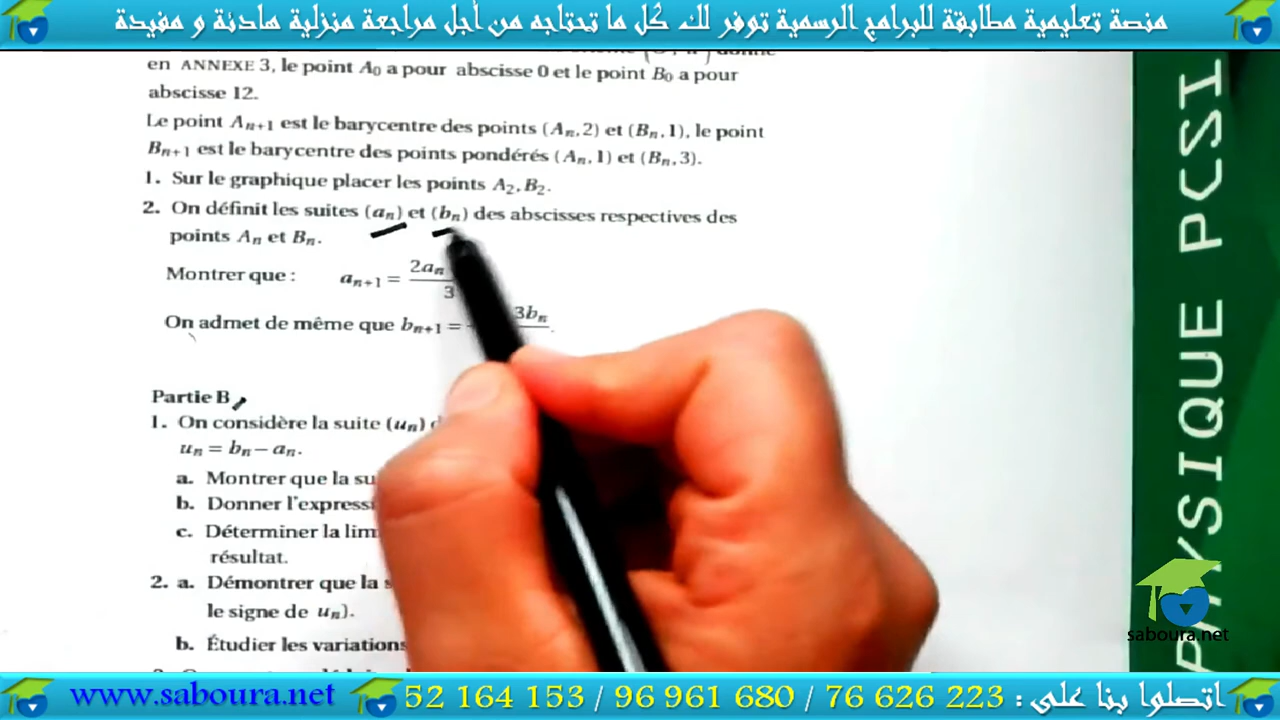 منصة تعليمية مطابقة للبرامج الرسمية توفر لك كل ما تحتاجه من أجل مراجعة منزلية هادئة و مفيدة
en ANNEXE 3, le point A₀ a pour abscisse 0 et le point B₀ a pour
abscisse 12.
Le point Aₙ₊₁ est le barycentre des points (Aₙ, 2) et (Bₙ, 1), le point
Bₙ₊₁ est le barycentre des points pondérés (Aₙ, 1) et (Bₙ, 3).
1. Sur le graphique placer les points A₂, B₂.
2. On définit les suites (aₙ) et (bₙ) des abscisses respectives des
points Aₙ et Bₙ.
Montrer que : aₙ₊₁ = 2aₙ / 3
On admet de même que bₙ₊₁ = 3bₙ
Partie B
1. On considère la suite (uₙ)
uₙ = bₙ − aₙ.
a. Montrer que la
b. Donner
c. Déterminer la
résultat.
2. a. Démontrer que la
le signe de uₙ).
b. Étudier les variations
PHYSIQUE PCSI
saboura.net
www.saboura.net
52 164 153 / 96 961 680 / 76 626 223 : اتصلوا بنا على